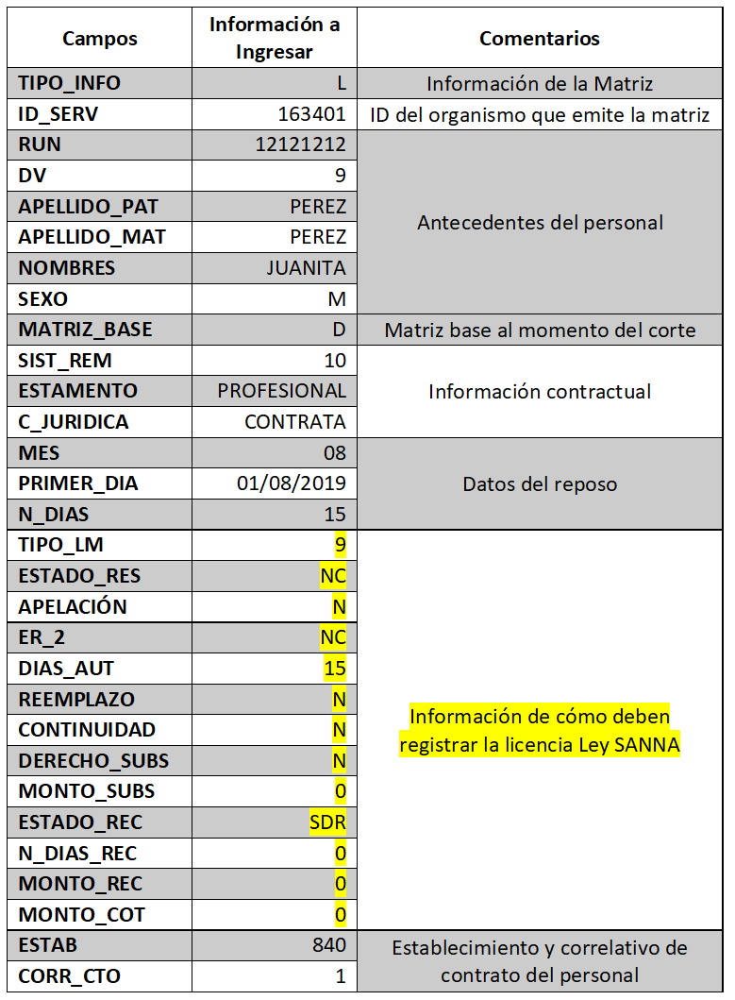 Campos Información a Ingresar Comentarios
TIPO_INFO L Información de la Matriz
ID_SERV 163401 ID del organismo que emite la matriz
RUN 12121212
DV 9
APELLIDO_PAT PEREZ
APELLIDO_MAT PEREZ
Antecedentes del personal
NOMBRES JUANITA
SEXO M
MATRIZ_BASE D Matriz base al momento del corte
SIST_REM 10
ESTAMENTO PROFESIONAL Información contractual
C_JURIDICA CONTRATA
MES 08
PRIMER_DIA 01/08/2019 Datos del reposo
N_DIAS 15
TIPO_LM 9
ESTADO_RES NC
APELACIÓN N
ER_2 NC
DIAS_AUT 15
REEMPLAZO N
Información de cómo deben
CONTINUIDAD N
registrar la licencia Ley SANNA
DERECHO_SUBS N
MONTO_SUBS 0
ESTADO_REC SDR
N_DIAS_REC 0
MONTO_REC 0
MONTO_COT 0
ESTAB 840
Establecimiento y correlativo de
contrato del personal
CORR_CTO 1